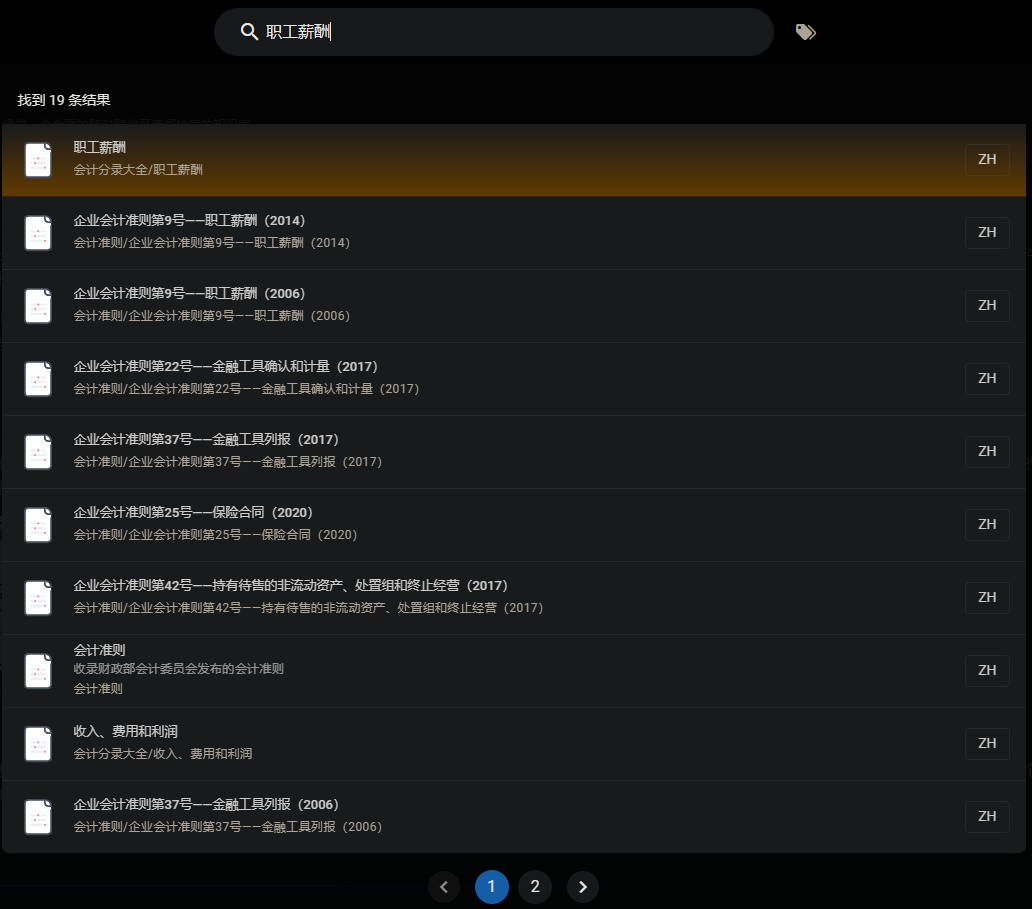 职工薪酬
找到 19 条结果
职工薪酬
会计分录大全/职工薪酬
ZH
企业会计准则第9号——职工薪酬（2014）
会计准则/企业会计准则第9号——职工薪酬（2014）
ZH
企业会计准则第9号——职工薪酬（2006）
会计准则/企业会计准则第9号——职工薪酬（2006）
ZH
企业会计准则第22号——金融工具确认和计量（2017）
会计准则/企业会计准则第22号——金融工具确认和计量（2017）
ZH
企业会计准则第37号——金融工具列报（2017）
会计准则/企业会计准则第37号——金融工具列报（2017）
ZH
企业会计准则第25号——保险合同（2020）
会计准则/企业会计准则第25号——保险合同（2020）
ZH
企业会计准则第42号——持有待售的非流动资产、处置组和终止经营（2017）
会计准则/企业会计准则第42号——持有待售的非流动资产、处置组和终止经营（2017）
ZH
会计准则
收录财政部会计委员会发布的会计准则
会计准则
ZH
收入、费用和利润
会计分录大全/收入、费用和利润
ZH
企业会计准则第37号——金融工具列报（2006）
会计准则/企业会计准则第37号——金融工具列报（2006）
ZH
1 2